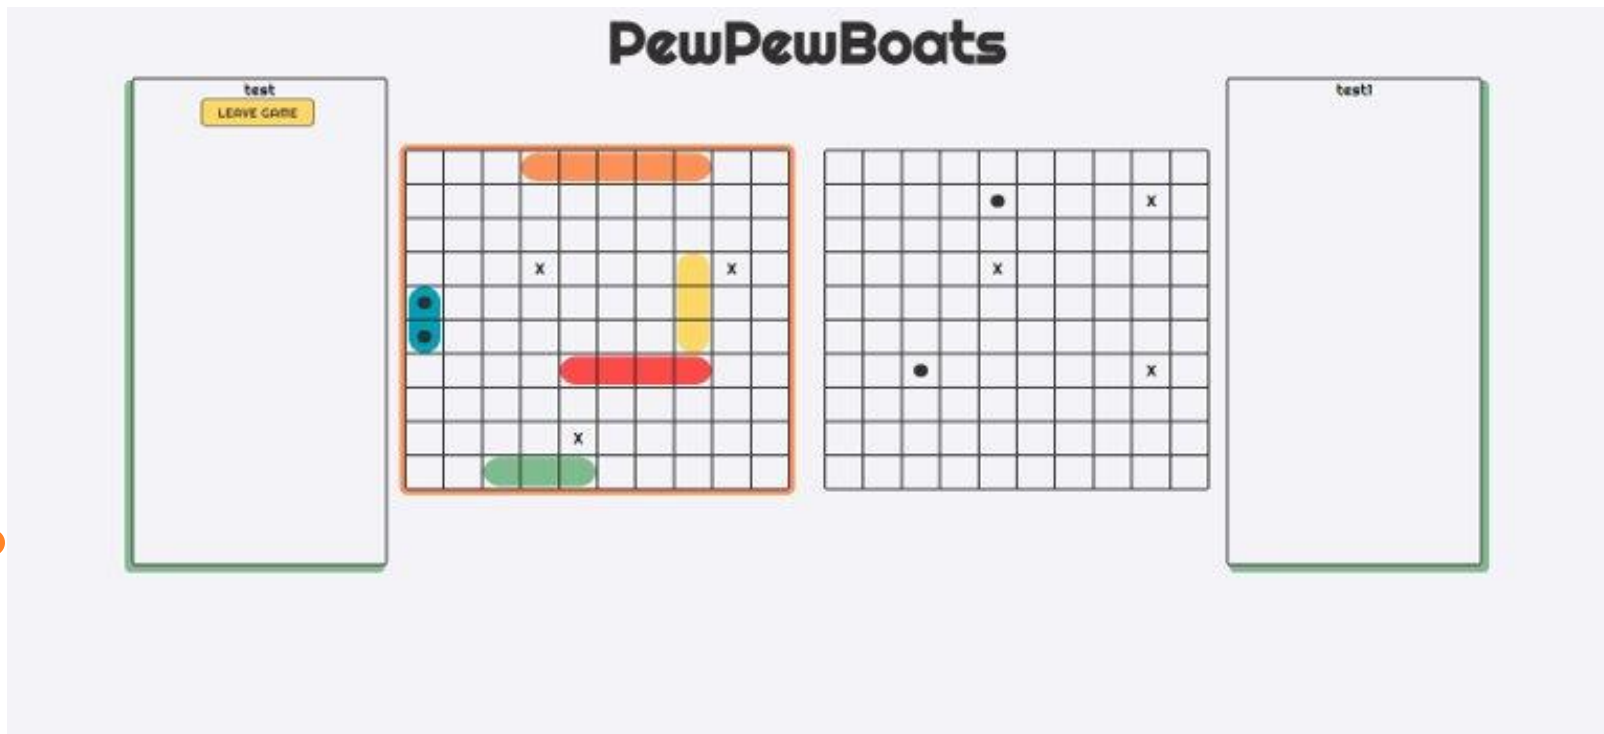 PewPewBoats
test
LEAVE GAME
test1
x
x x
x
x
x
x